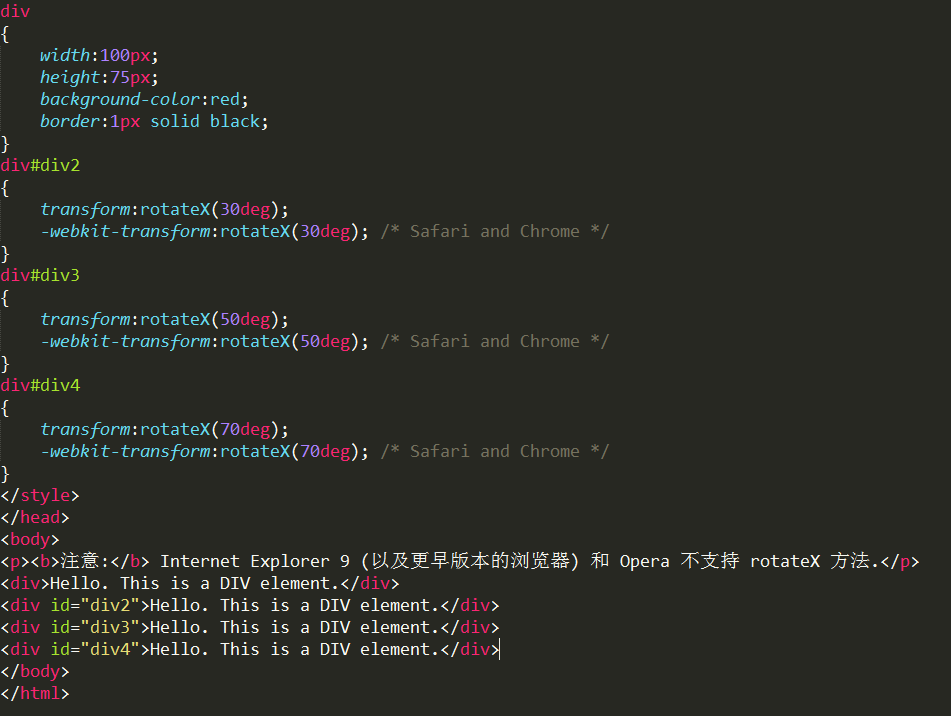 div
{
    width:100px;
    height:75px;
    background-color:red;
    border:1px solid black;
}
div#div2
{
    transform:rotateX(30deg);
    -webkit-transform:rotateX(30deg); /* Safari and Chrome */
}
div#div3
{
    transform:rotateX(50deg);
    -webkit-transform:rotateX(50deg); /* Safari and Chrome */
}
div#div4
{
    transform:rotateX(70deg);
    -webkit-transform:rotateX(70deg); /* Safari and Chrome */
}
</style>
</head>
<body>
<p><b>注意:</b> Internet Explorer 9 (以及更早版本的浏览器) 和 Opera 不支持 rotateX 方法.</p>
<div>Hello. This is a DIV element.</div>
<div id="div2">Hello. This is a DIV element.</div>
<div id="div3">Hello. This is a DIV element.</div>
<div id="div4">Hello. This is a DIV element.</div>
</body>
</html>